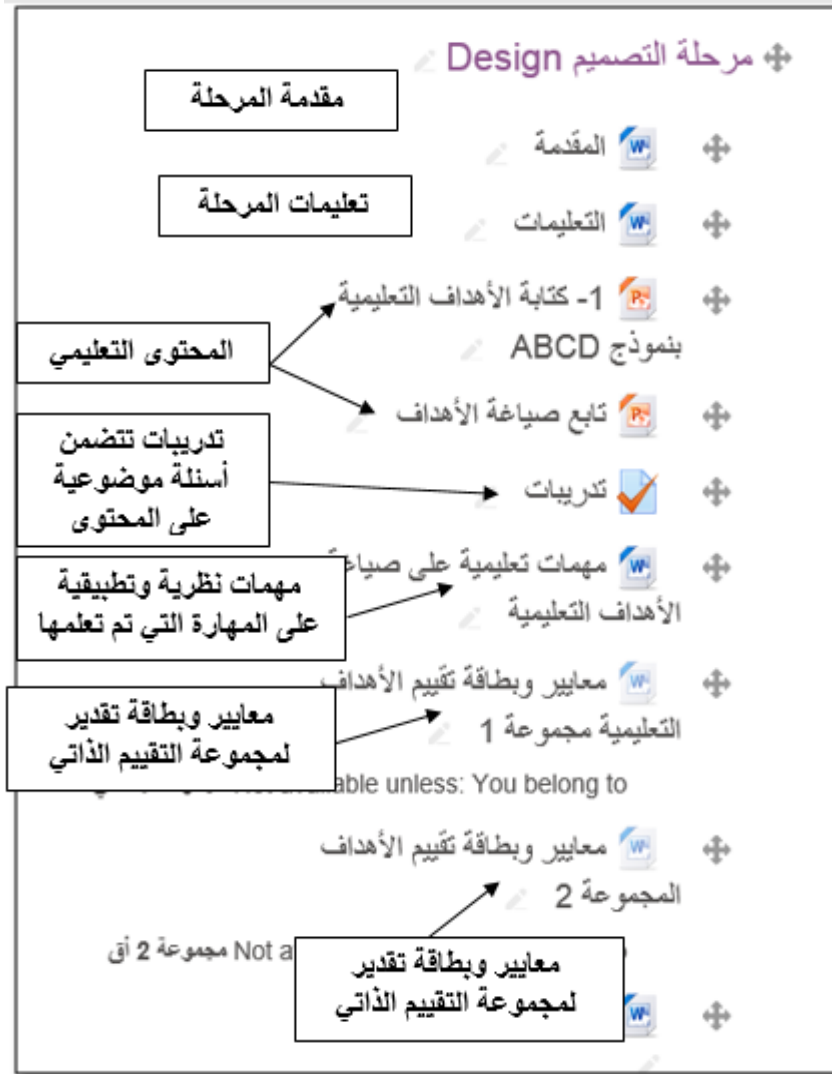 مرحلة التصميم Design
مقدمة المرحلة
المقدمة
تعليمات المرحلة
التعليمات
1- كتابة الأهداف التعليمية
بنموذج ABCD
المحتوى التعليمي
تابع صياغة الأهداف
تدريبات تتضمن
أسئلة موضوعية
على المحتوى
تدريبات
مهمات تعليمية على صياغة
الأهداف التعليمية
مهمات نظرية وتطبيقية
على المهارة التي تم تعلمها
معايير وبطاقة تقييم الأهداف
التعليمية مجموعة 1
معايير وبطاقة تقدير
لمجموعة التقييم الذاتي
unless: You belong to
معايير وبطاقة تقييم الأهداف
المجموعة 2
Not a مجموعة 2 أق
معايير وبطاقة تقدير
لمجموعة التقييم الذاتي